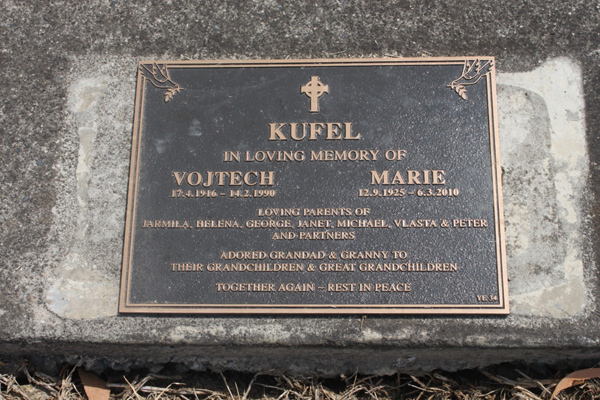 KUFEL
IN LOVING MEMORY OF
VOJTECH MARIE
17.4.1916 – 14.2.1990 12.9.1925 – 6.3.2010
LOVING PARENTS OF
JARMILA, HELENA, GEORGE, JANET, MICHAEL, VLASTA & PETER
AND PARTNERS
ADORED GRANDAD & GRANNY TO
THEIR GRANDCHILDREN & GREAT GRANDCHILDREN
TOGETHER AGAIN – REST IN PEACE
YE 54